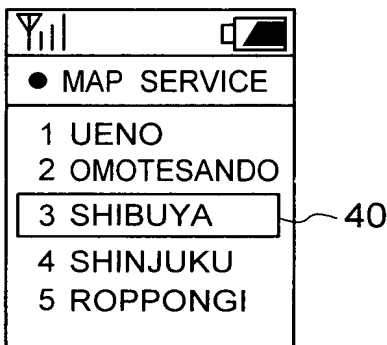 ● MAP SERVICE
1 UENO
2 OMOTESANDO
3 SHIBUYA
40
4 SHINJUKU
5 ROPPONGI